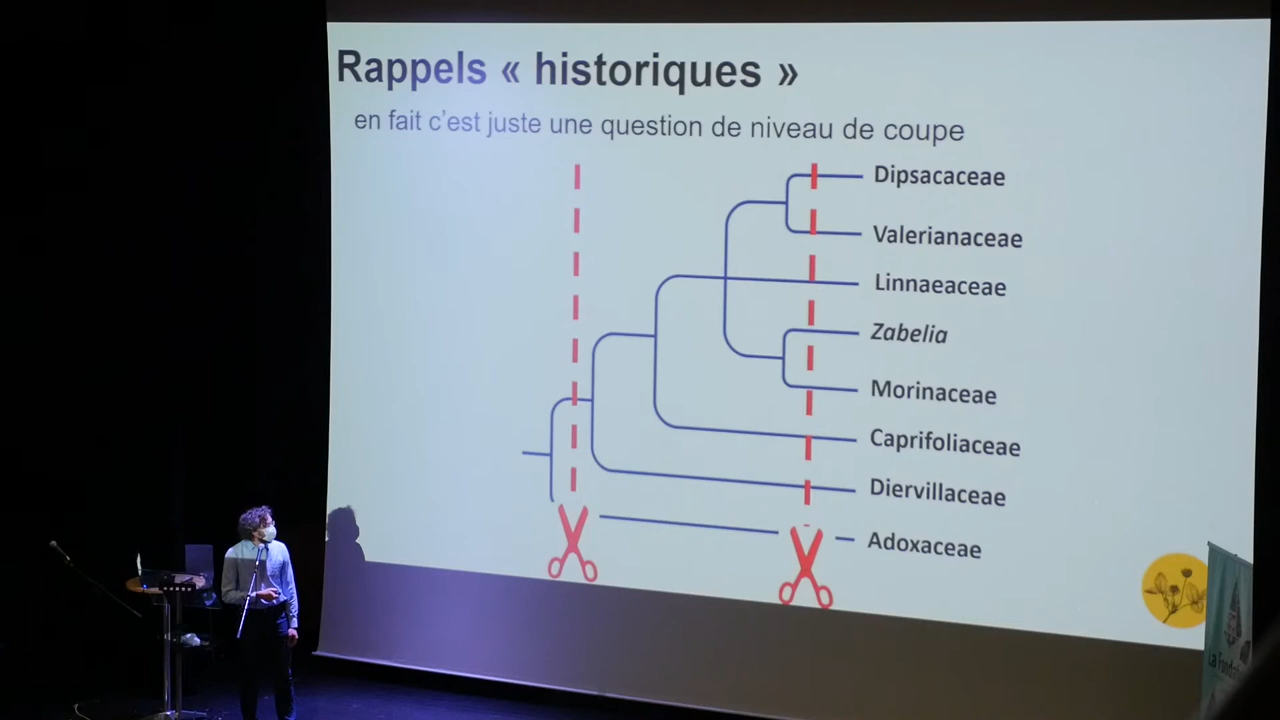 Rappels « historiques »
en fait c'est juste une question de niveau de coupe
Dipsacaceae
Valerianaceae
Linnaeaceae
Zabelia
Morinaceae
Caprifoliaceae
Diervillaceae
Adoxaceae
La